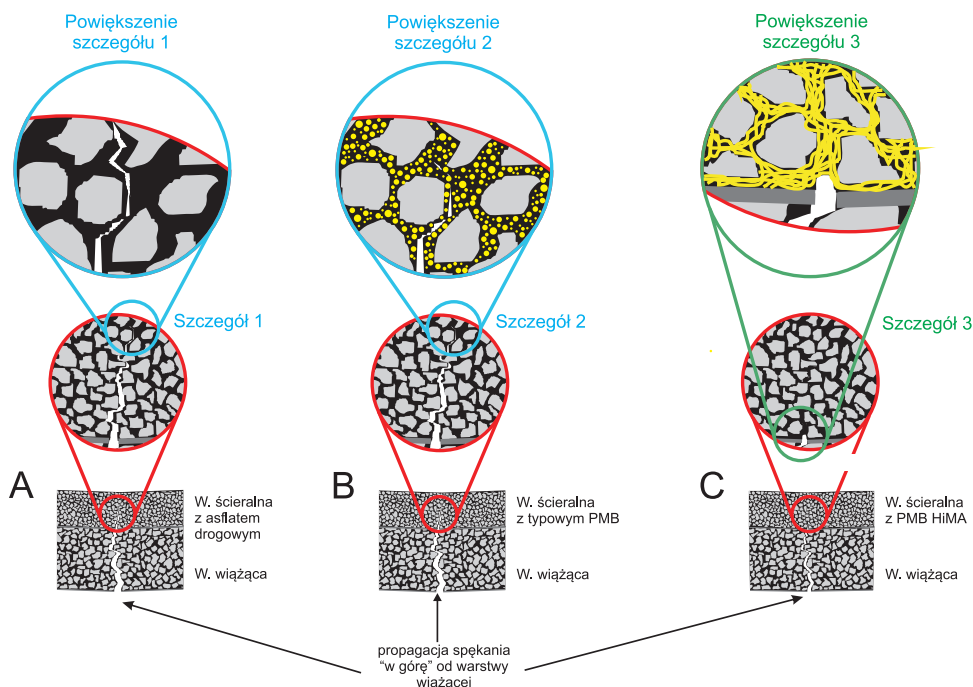 Powiększenie
szczegółu 1
Powiększenie
szczegółu 2
Powiększenie
szczegółu 3
Szczegół 1
Szczegół 2
Szczegół 3
A
W. ścieralna
z asflatem
drogowym
W. wiążąca
B
W. ścieralna
z typowym PMB
W. wiążąca
C
W. ścieralna
z PMB HiMA
W. wiążąca
propagacja spękania
"w górę" od warstwy
wiążacej